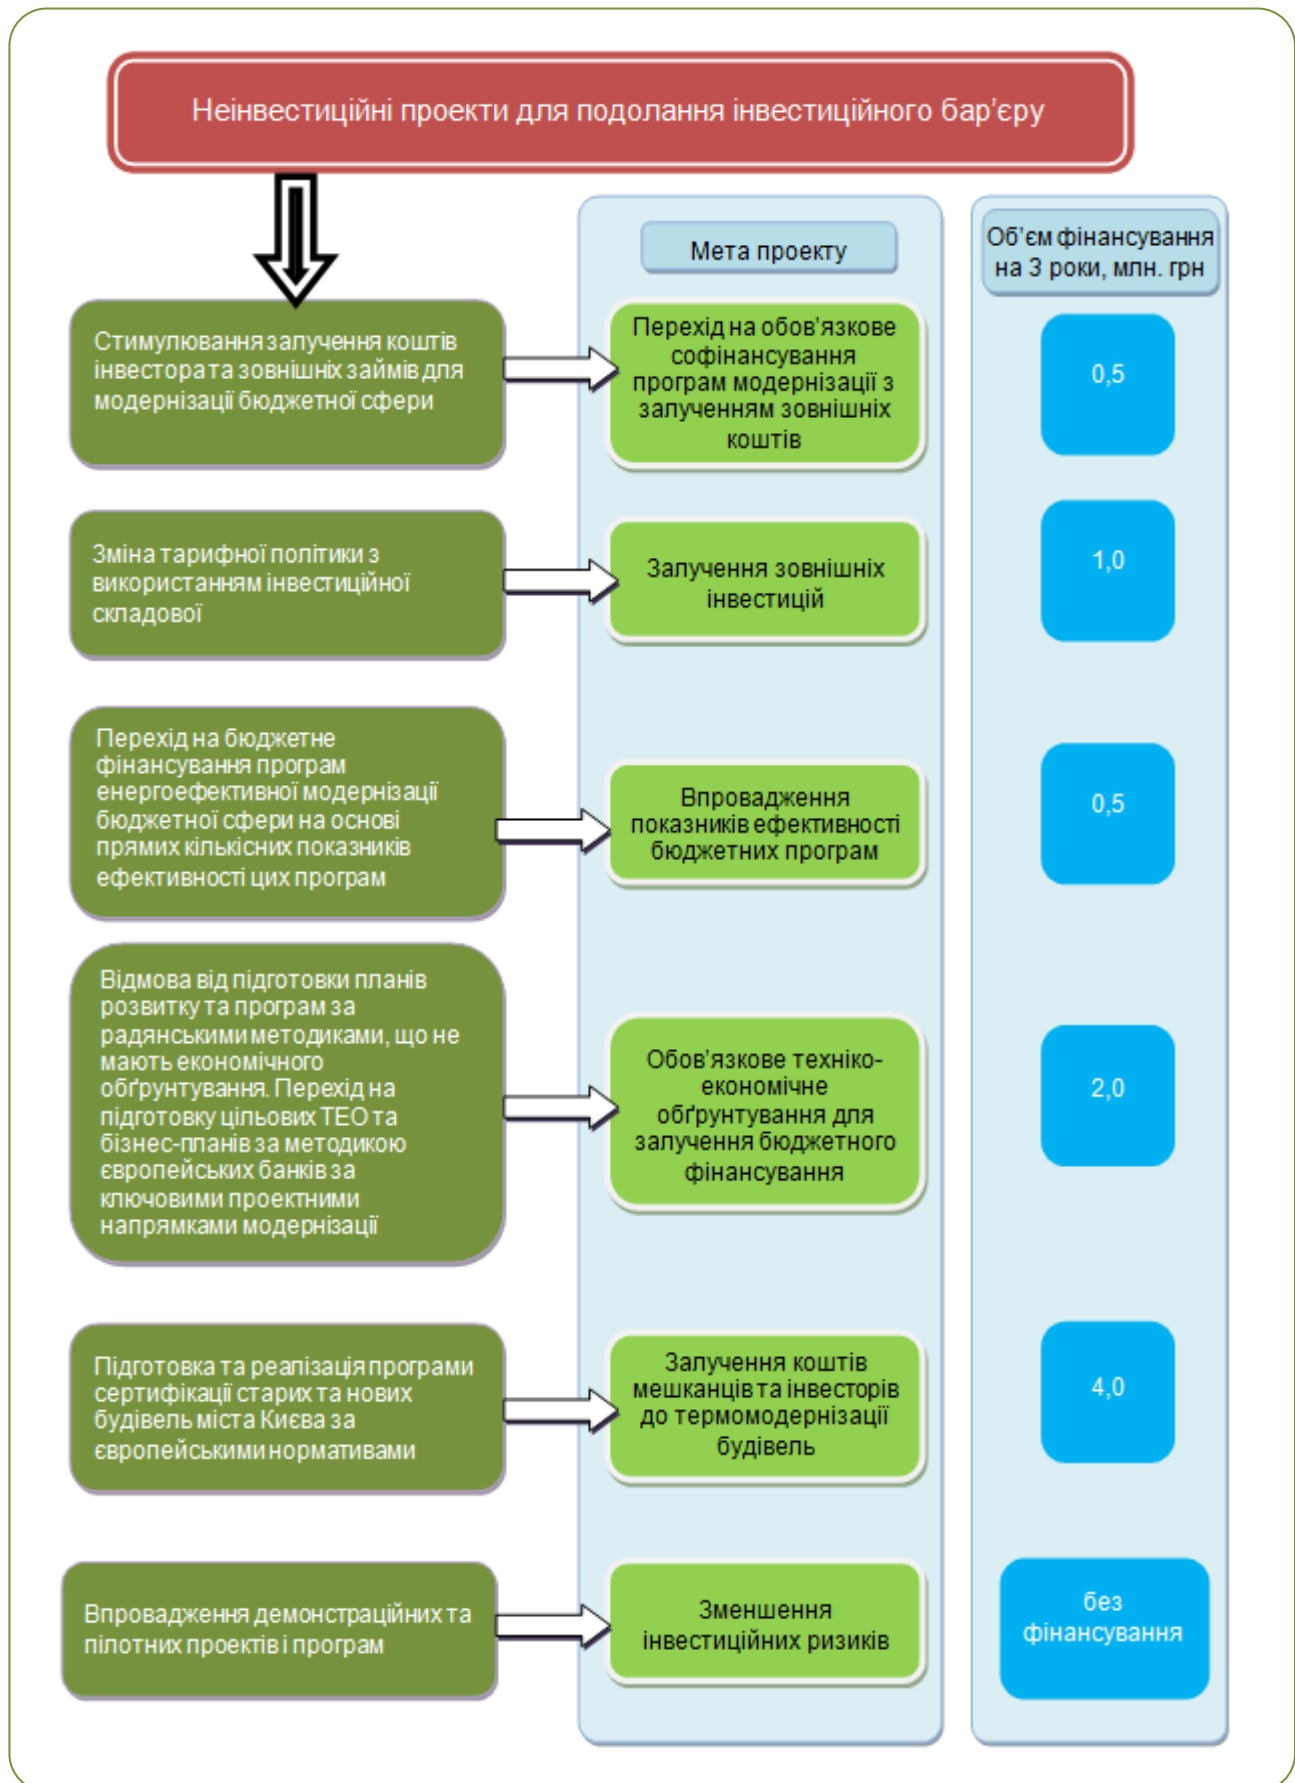 Неінвестиційні проекти для подолання інвестиційного бар’єру
Мета проекту
Об’єм фінансування
на 3 роки, млн. грн
Стимулювання залучення коштів
інвестора та зовнішніх займів для
модернізації бюджетної сфери
Перехід на обов’язкове
софінансування
програм модернізації з
залученням зовнішніх
коштів
0,5
Зміна тарифної політики з
використанням інвестиційної
складової
Залучення зовнішніх
інвестицій
1,0
Перехід на бюджетне
фінансування програм
енергоефективної модернізації
бюджетної сфери на основі
прямих кількісних показників
ефективності цих програм
Впровадження
показників ефективності
бюджетних програм
0,5
Відмова від підготовки планів
розвитку та програм за
радянськими методиками, що не
мають економічного
обґрунтування. Перехід на
підготовку цільових ТЕО та
бізнес-планів за методикою
європейських банків за
ключовими проектними
напрямками модернізації
Обов’язкове техніко-
економічне
обґрунтування для
залучення бюджетного
фінансування
2,0
Підготовка та реалізація програми
сертифікації старих та нових
будівель міста Києва за
європейськими нормативами
Залучення коштів
мешканців та інвесторів
до термомодернізації
будівель
4,0
Впровадження демонстраційних та
пілотних проектів і програм
Зменшення
інвестиційних ризиків
без
фінансування